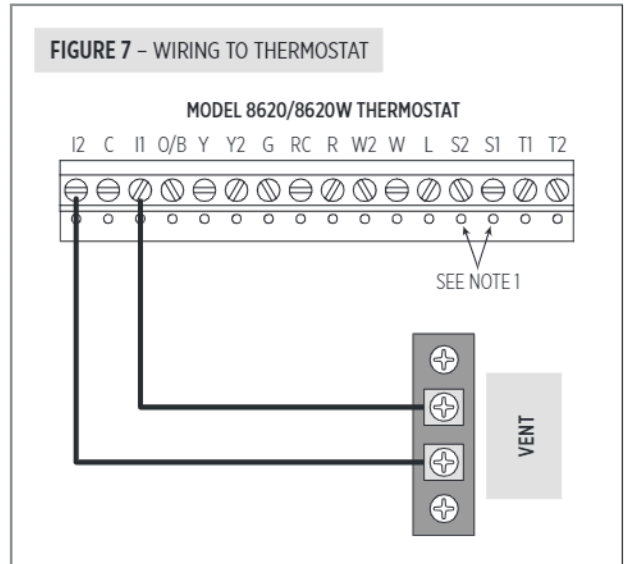 FIGURE 7 – WIRING TO THERMOSTAT
MODEL 8620/8620W THERMOSTAT
I2 C I1 O/B Y Y2 G RC R W2 W L S2 S1 T1 T2
SEE NOTE 1
VENT